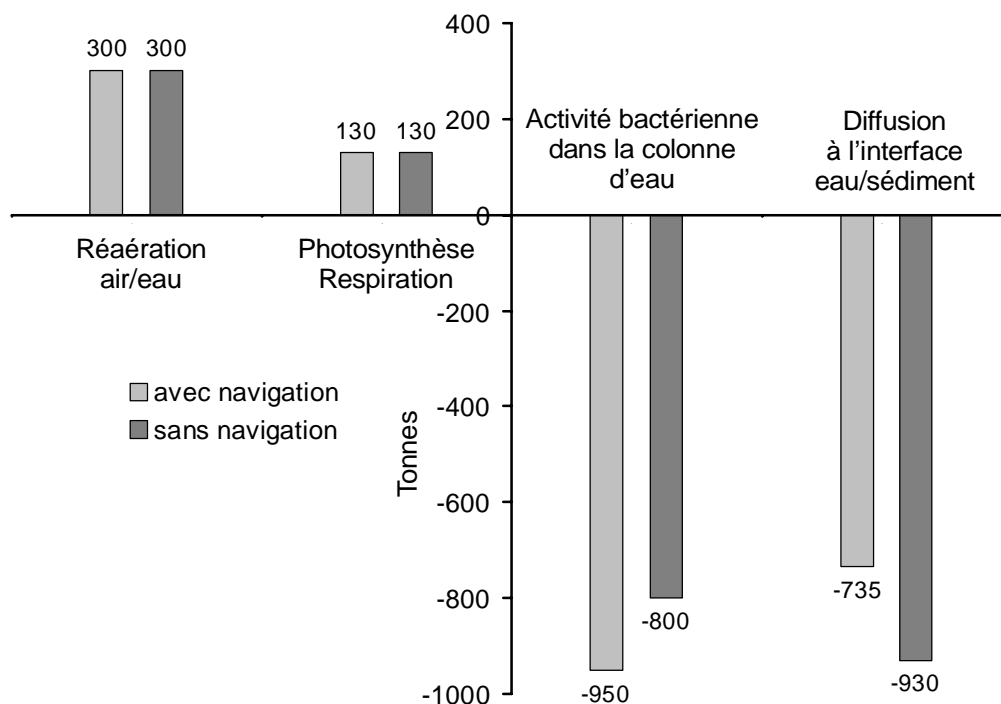 400
300 300
200
130 130
Activité bactérienne
dans la colonne
d'eau
Diffusion
à l'interface
eau/sédiment
0
Réaération
air/eau
Photosynthèse
Respiration
-200
avec navigation
sans navigation
-400
Tonnes
-600
-735
-800
-800
-930
-950
-1000